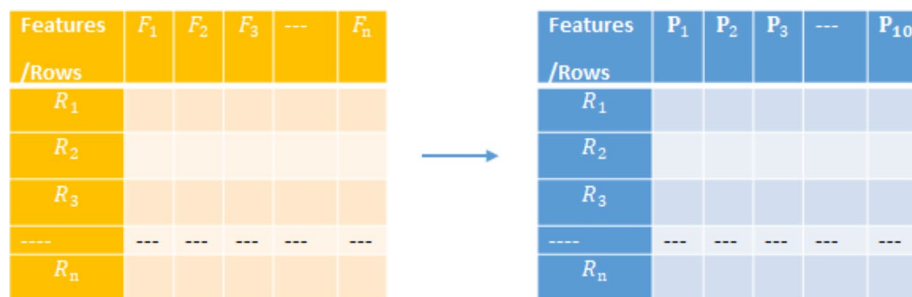 Features /Rows F₁ F₂ F₃ --- Fₙ
R₁
R₂
R₃
---- --- --- --- --- ---
Rₙ
Features /Rows P₁ P₂ P₃ --- P₁₀
R₁
R₂
R₃
---- --- --- --- --- ---
Rₙ